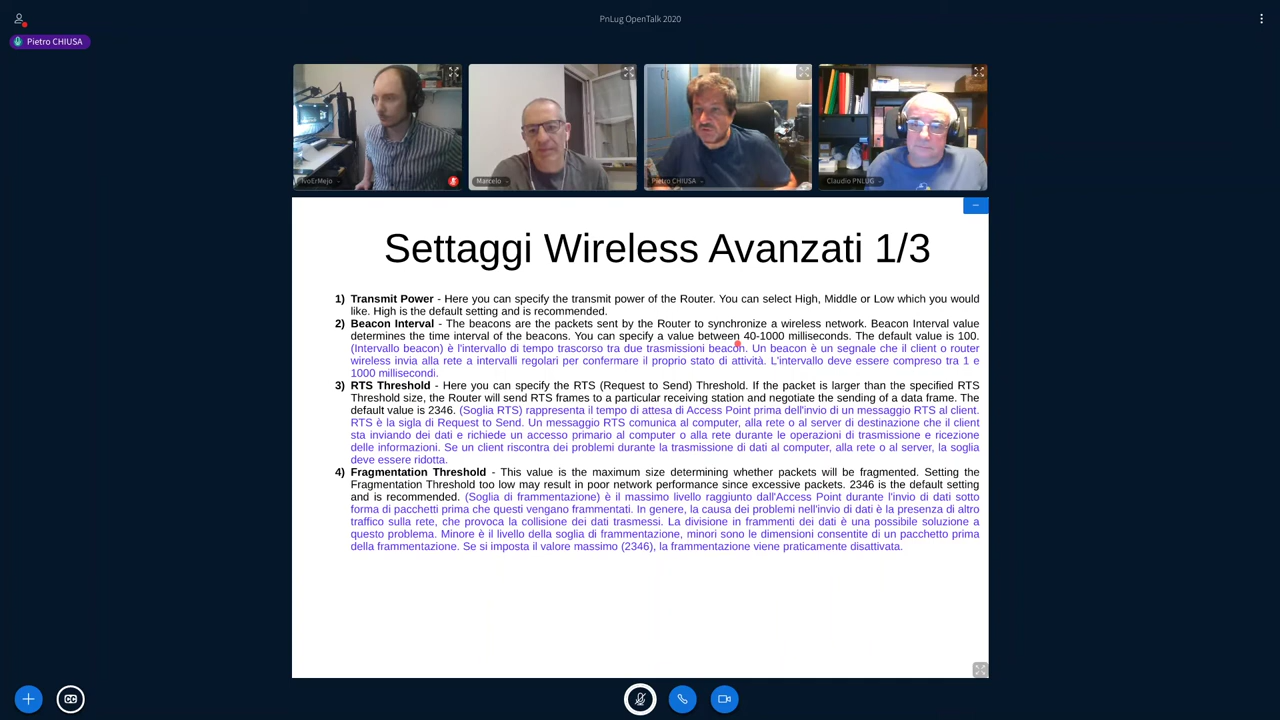 PnLug OpenTalk 2020
Pietro CHIUSA
IvoErMejo
Marcelo
Pietro CHIUSA
Claudio PNLUG
Settaggi Wireless Avanzati 1/3
1) Transmit Power - Here you can specify the transmit power of the Router. You can select High, Middle or Low which you would
like. High is the default setting and is recommended.
2) Beacon Interval - The beacons are the packets sent by the Router to synchronize a wireless network. Beacon Interval value
determines the time interval of the beacons. You can specify a value between 40-1000 milliseconds. The default value is 100.
(Intervallo beacon) è l'intervallo di tempo trascorso tra due trasmissioni beacon. Un beacon è un segnale che il client o router
wireless invia alla rete a intervalli regolari per confermare il proprio stato di attività. L'intervallo deve essere compreso tra 1 e
1000 millisecondi.
3) RTS Threshold - Here you can specify the RTS (Request to Send) Threshold. If the packet is larger than the specified RTS
Threshold size, the Router will send RTS frames to a particular receiving station and negotiate the sending of a data frame. The
default value is 2346. (Soglia RTS) rappresenta il tempo di attesa di Access Point prima dell'invio di un messaggio RTS al client.
RTS è la sigla di Request to Send. Un messaggio RTS comunica al computer, alla rete o al server di destinazione che il client
sta inviando dei dati e richiede un accesso primario al computer o alla rete durante le operazioni di trasmissione e ricezione
delle informazioni. Se un client riscontra dei problemi durante la trasmissione di dati al computer, alla rete o al server, la soglia
deve essere ridotta.
4) Fragmentation Threshold - This value is the maximum size determining whether packets will be fragmented. Setting the
Fragmentation Threshold too low may result in poor network performance since excessive packets. 2346 is the default setting
and is recommended. (Soglia di frammentazione) è il massimo livello raggiunto dall'Access Point durante l'invio di dati sotto
forma di pacchetti prima che questi vengano frammentati. In genere, la causa dei problemi nell'invio di dati è la presenza di altro
traffico sulla rete, che provoca la collisione dei dati trasmessi. La divisione in frammenti dei dati è una possibile soluzione a
questo problema. Minore è il livello della soglia di frammentazione, minori sono le dimensioni consentite di un pacchetto prima
della frammentazione. Se si imposta il valore massimo (2346), la frammentazione viene praticamente disattivata.
CC